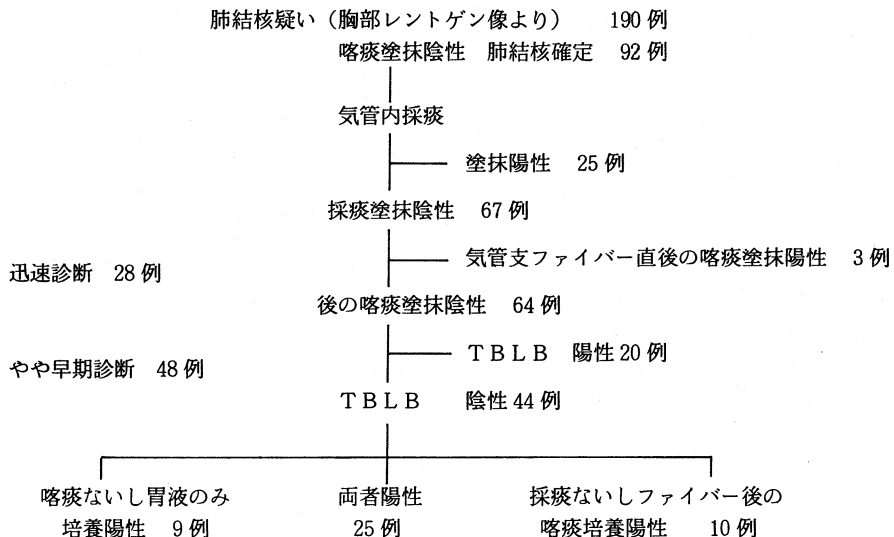 肺結核疑い（胸部レントゲン像より） 190 例
喀痰塗抹陰性 肺結核確定 92 例
気管内採痰
塗抹陽性 25 例
採痰塗抹陰性 67 例
気管支ファイバー直後の喀痰塗抹陽性 3 例
迅速診断 28 例
後の喀痰塗抹陰性 64 例
ＴＢＬＢ 陽性 20 例
やや早期診断 48 例
ＴＢＬＢ 陰性 44 例
喀痰ないし胃液のみ
培養陽性 9 例
両者陽性
25 例
採痰ないしファイバー後の
喀痰培養陽性 10 例